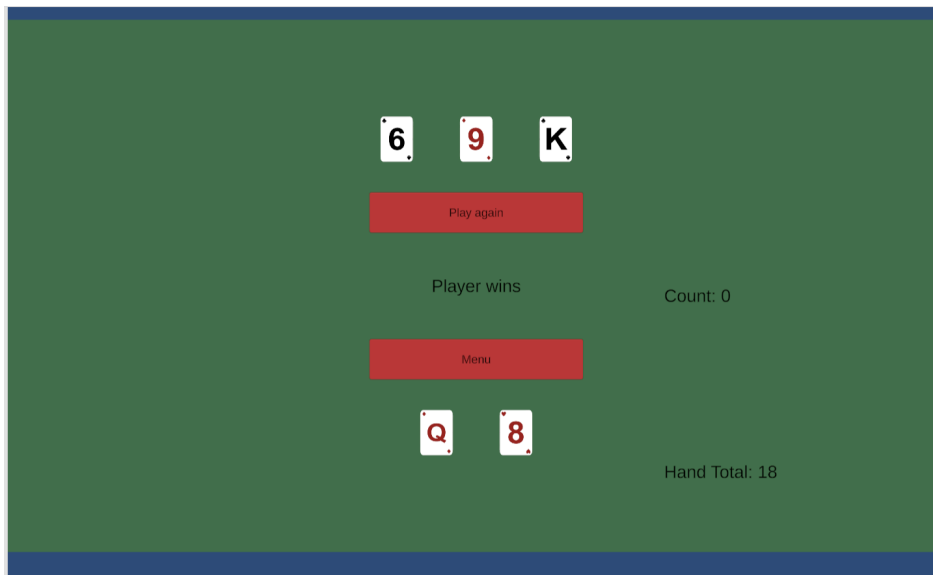 6 9 K
Play again
Player wins
Count: 0
Menu
Q 8
Hand Total: 18